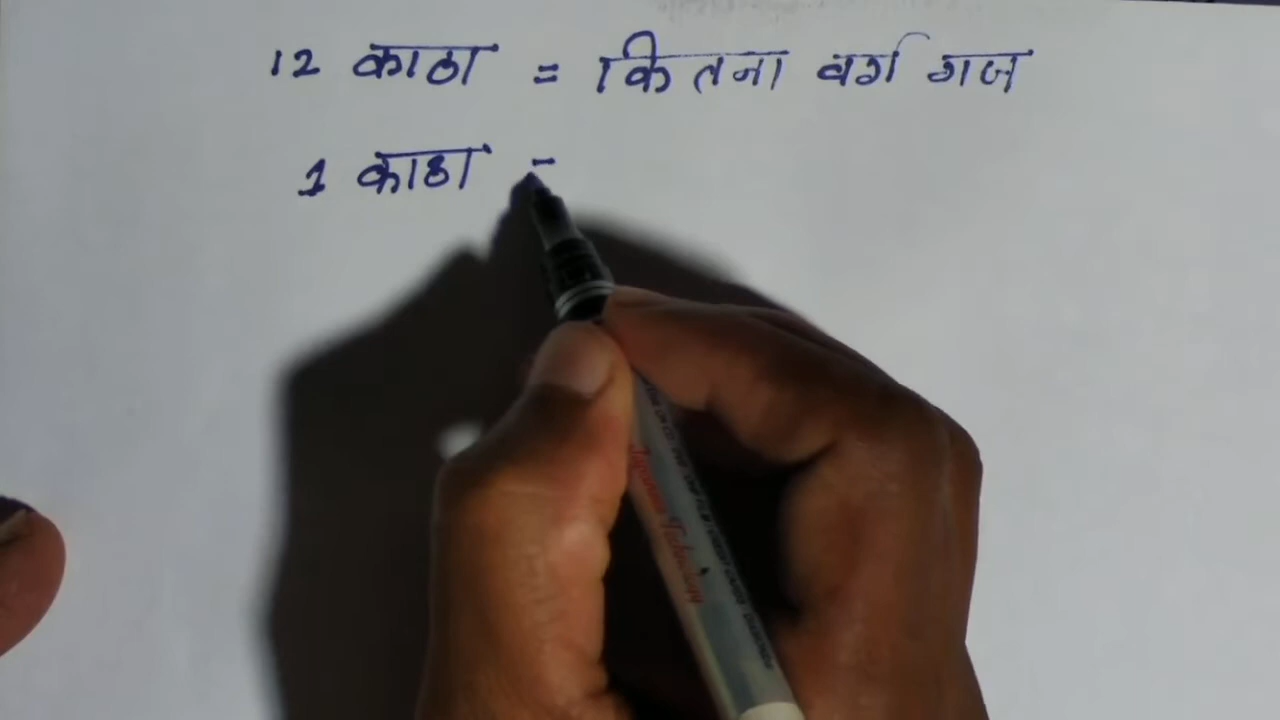 12 काठा = कितना वर्ग गज
1 काठा =